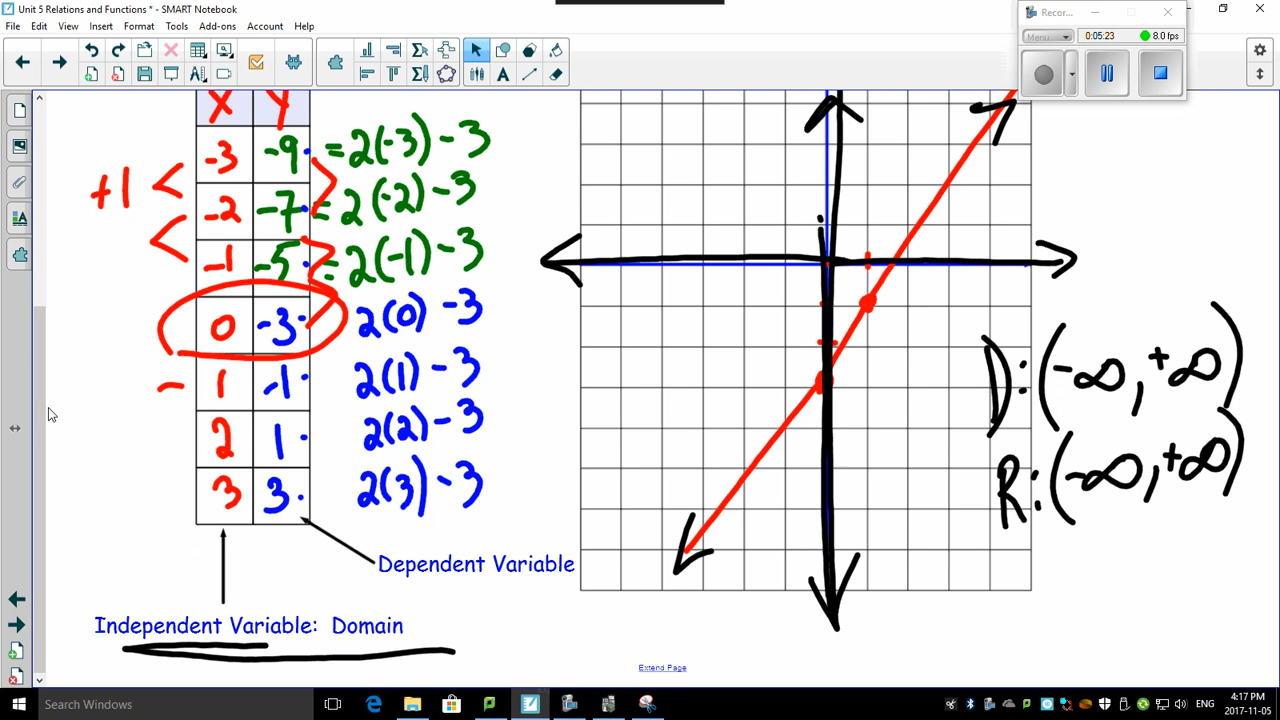 Unit 5 Relations and Functions * - SMART Notebook
Recor...
File Edit View Insert Format Tools Add-ons Account Help
Menu 00:05:23 8.0 fps
X Y
-3 -9 = 2(-3) - 3
+1
-2 -7 = 2(-2) - 3
-1 -5 = 2(-1) - 3
0 -3 2(0) - 3
- 1 -1 2(1) - 3
2 1 2(2) - 3
3 3 2(3) - 3
D: (-∞, +∞)
R: (-∞, +∞)
Dependent Variable
Independent Variable: Domain
Extend Page
Search Windows
ENG
4:17 PM
2017-11-05